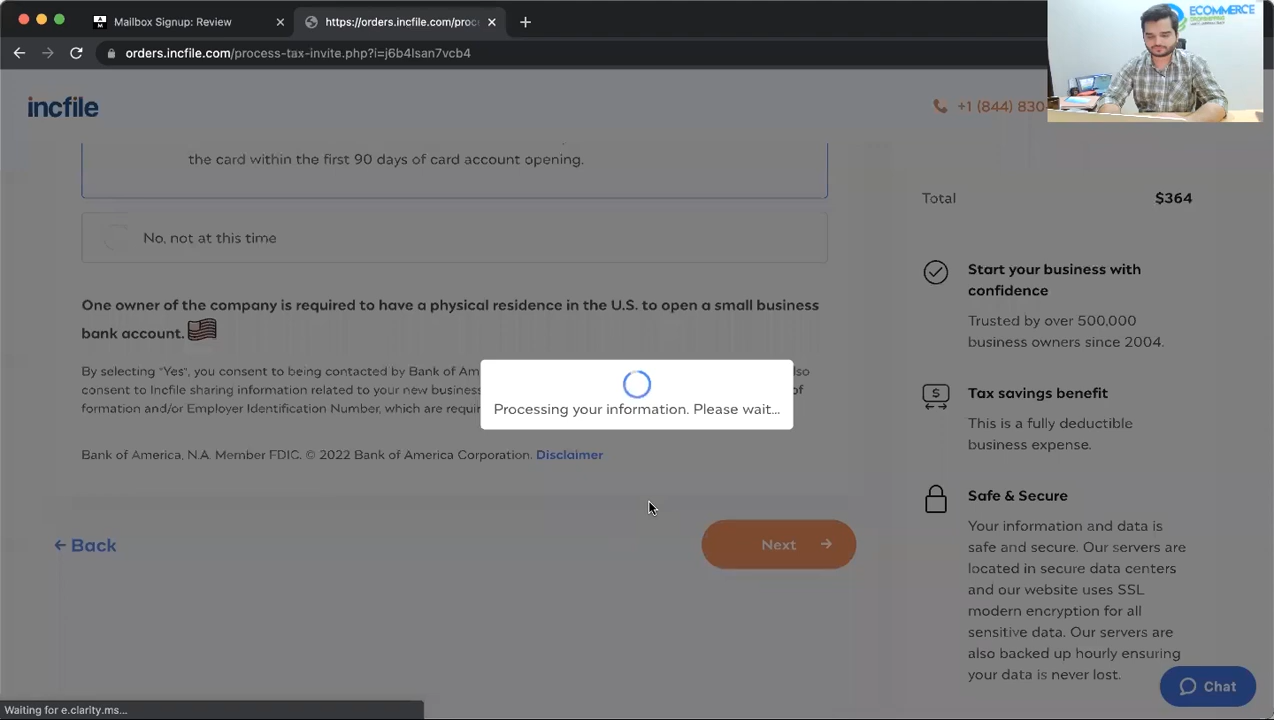 Mailbox Signup: Review
https://orders.incfile.com/proc
orders.incfile.com/process-tax-invite.php?i=j6b4lsan7vcb4
ECOMMERCE
incfile
+1 (844) 830
the card within the first 90 days of card account opening.
No, not at this time
One owner of the company is required to have a physical residence in the U.S. to open a small business
bank account.
By selecting "Yes", you consent to being contacted by Bank of Am lso
consent to Incfile sharing information related to your new business of
formation and/or Employer Identification Number, which are requi
Processing your information. Please wait...
Bank of America, N.A. Member FDIC. © 2022 Bank of America Corporation. Disclaimer
← Back
Next →
Total $364
Start your business with
confidence
Trusted by over 500,000
business owners since 2004.
Tax savings benefit
This is a fully deductible
business expense.
Safe & Secure
Your information and data is
safe and secure. Our servers are
located in secure data centers
and our website uses SSL
modern encryption for all
sensitive data. Our servers are
also backed up hourly ensuring
your data is never lost.
Chat
Waiting for e.clarity.ms...